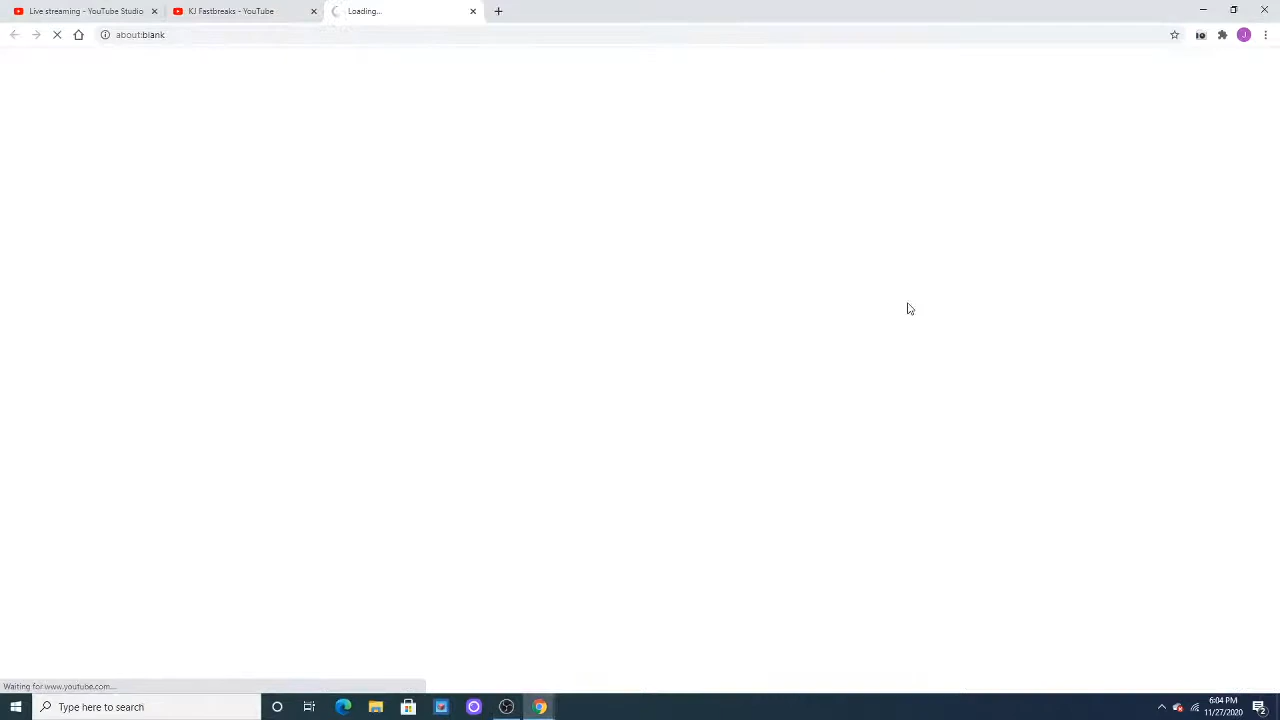 Live streaming - YouTube Studio
KJ Fastbreaks - YouTube
Loading...
about:blank
J
Waiting for www.youtube.com...
Type here to search
6:04 PM
11/27/2020
2